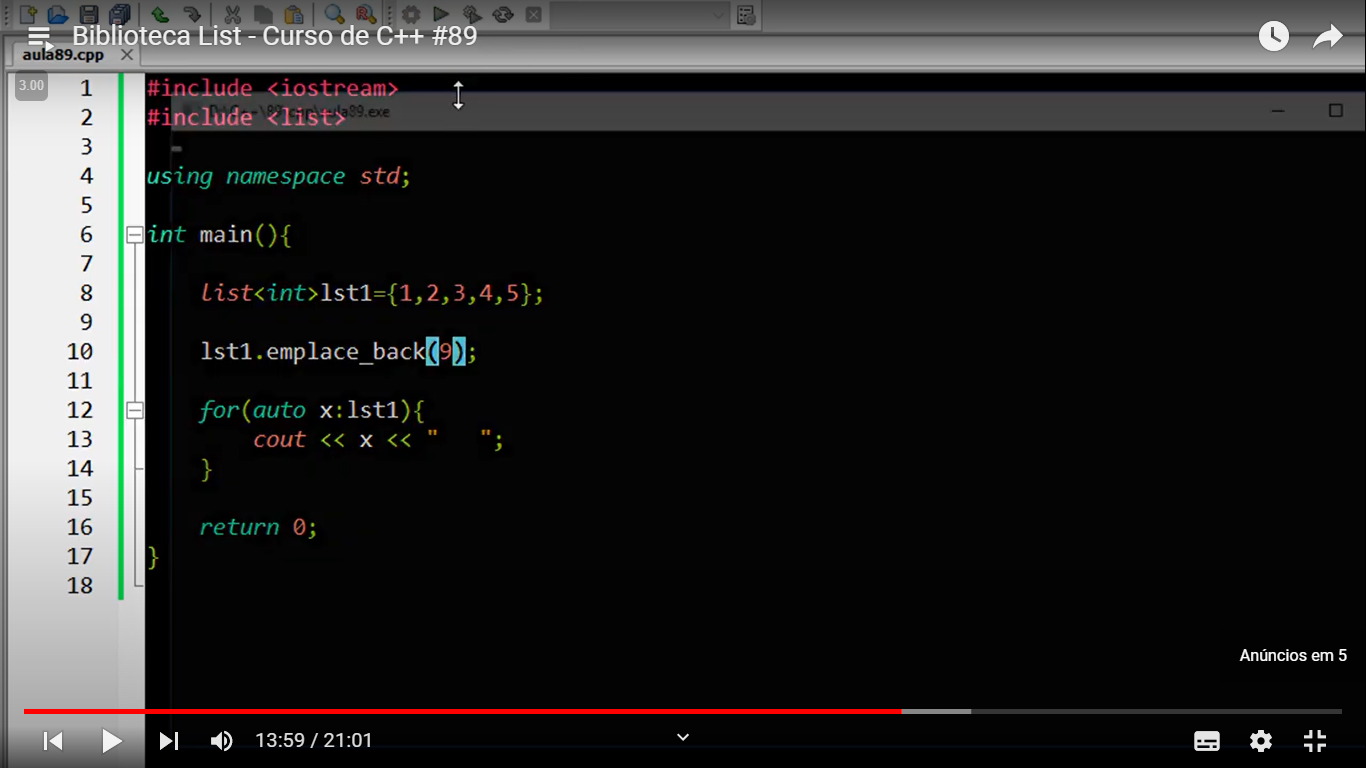 Biblioteca List - Curso de C++ #89
aula89.cpp
3.00
1 #include <iostream>
2 #include <list>
3
4 using namespace std;
5
6 int main(){
7
8 list<int>lst1={1,2,3,4,5};
9
10 lst1.emplace_back(9);
11
12 for(auto x:lst1){
13 cout << x << "   ";
14 }
15
16 return 0;
17 }
18
Anúncios em 5
13:59 / 21:01